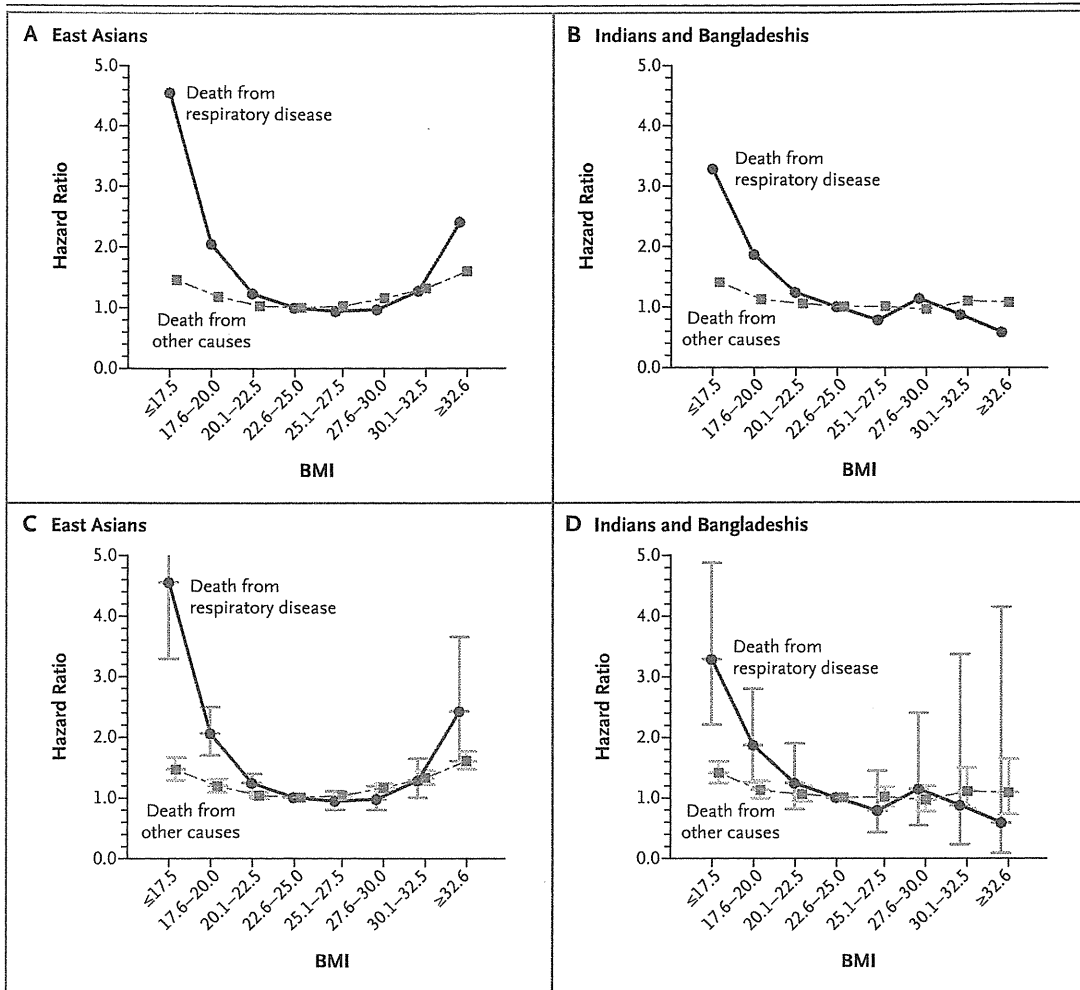 A East Asians
5.0
4.0
3.0
2.0
1.0
0.0
Hazard Ratio
Death from
respiratory disease
Death from
other causes
≤17.5
17.6–20.0
20.1–22.5
22.6–25.0
25.1–27.5
27.6–30.0
30.1–32.5
≥32.6
BMI
B Indians and Bangladeshis
5.0
4.0
3.0
2.0
1.0
0.0
Hazard Ratio
Death from
respiratory disease
Death from
other causes
≤17.5
17.6–20.0
20.1–22.5
22.6–25.0
25.1–27.5
27.6–30.0
30.1–32.5
≥32.6
BMI
C East Asians
5.0
4.0
3.0
2.0
1.0
0.0
Hazard Ratio
Death from
respiratory disease
Death from
other causes
≤17.5
17.6–20.0
20.1–22.5
22.6–25.0
25.1–27.5
27.6–30.0
30.1–32.5
≥32.6
BMI
D Indians and Bangladeshis
5.0
4.0
3.0
2.0
1.0
0.0
Hazard Ratio
Death from
respiratory disease
Death from
other causes
≤17.5
17.6–20.0
20.1–22.5
22.6–25.0
25.1–27.5
27.6–30.0
30.1–32.5
≥32.6
BMI